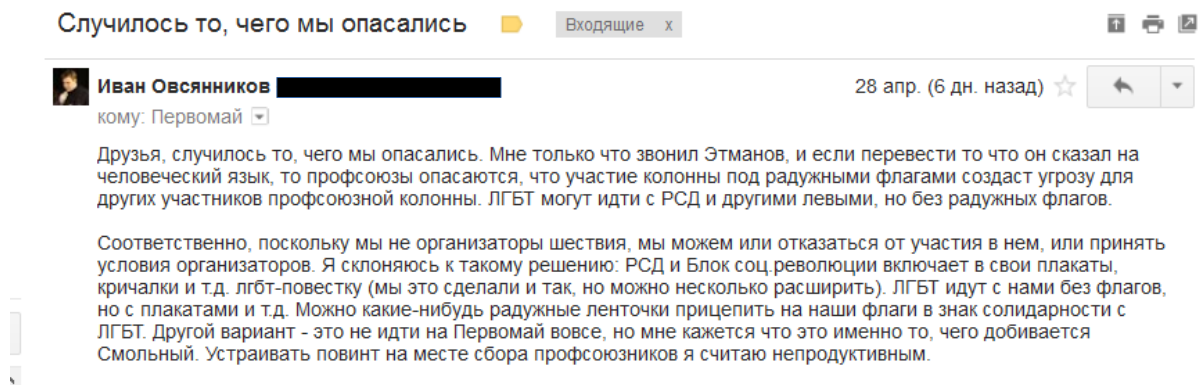 Случилось то, чего мы опасались Входящие x
Иван Овсянников 28 апр. (6 дн. назад)
кому: Первомай
Друзья, случилось то, чего мы опасались. Мне только что звонил Этманов, и если перевести то что он сказал на
человеческий язык, то профсоюзы опасаются, что участие колонны под радужными флагами создаст угрозу для
других участников профсоюзной колонны. ЛГБТ могут идти с РСД и другими левыми, но без радужных флагов.
Соответственно, поскольку мы не организаторы шествия, мы можем или отказаться от участия в нем, или принять
условия организаторов. Я склоняюсь к такому решению: РСД и Блок соц.революции включает в свои плакаты,
кричалки и т.д. лгбт-повестку (мы это сделали и так, но можно несколько расширить). ЛГБТ идут с нами без флагов,
но с плакатами и т.д. Можно какие-нибудь радужные ленточки прицепить на наши флаги в знак солидарности с
ЛГБТ. Другой вариант - это не идти на Первомай вовсе, но мне кажется что это именно то, чего добивается
Смольный. Устраивать повинт на месте сбора профсоюзников я считаю непродуктивным.